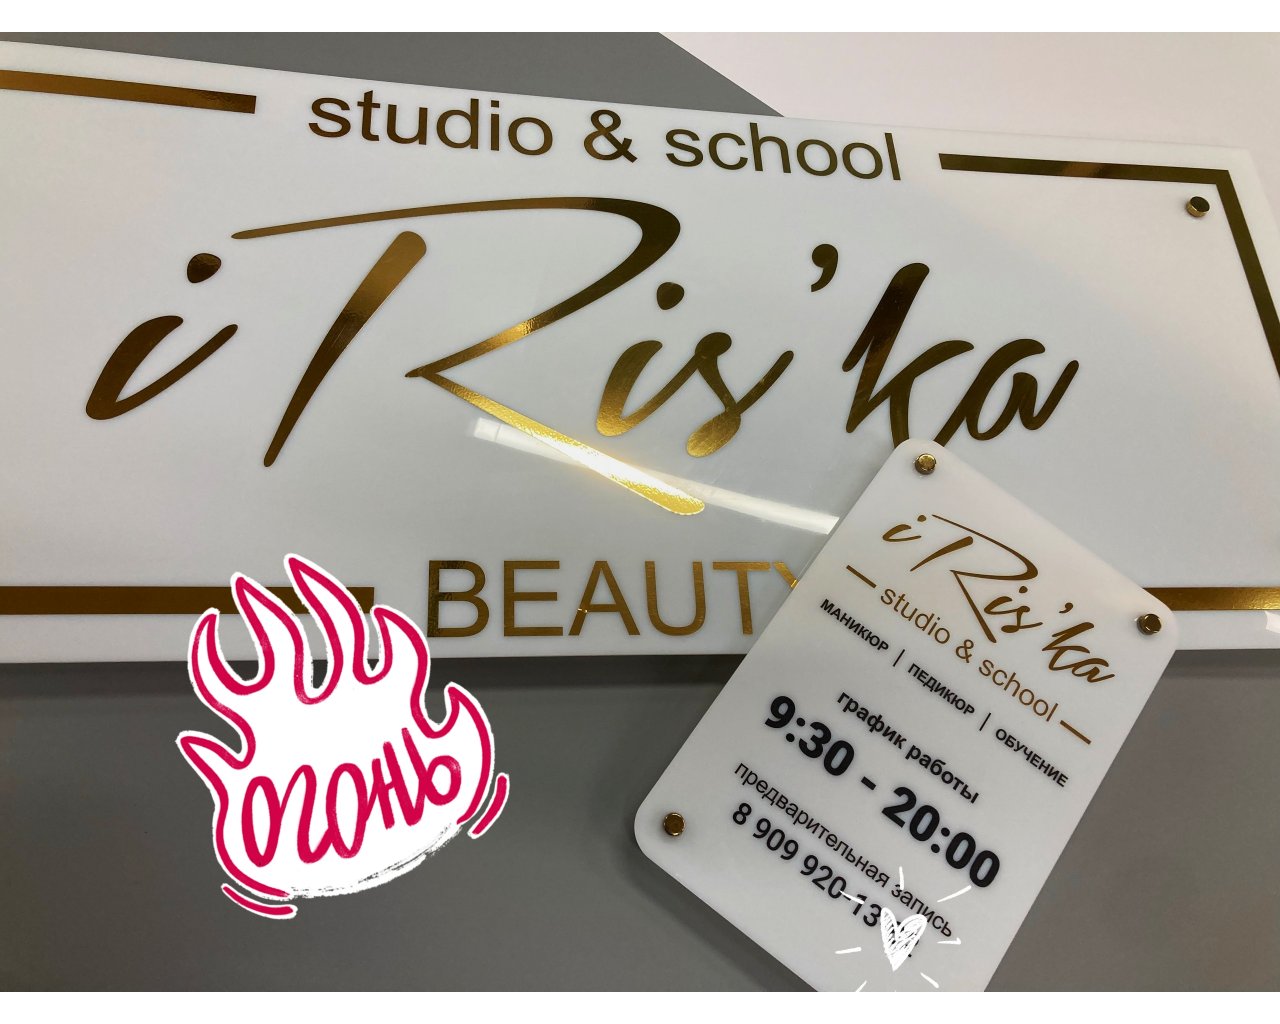 studio & school
iRis'ka
BEAUTY
огонь
iRis'ka
studio & school
МАНИКЮР | ПЕДИКЮР | ОБУЧЕНИЕ
график работы
9:30 - 20:00
предварительная запись
8 909 920-13